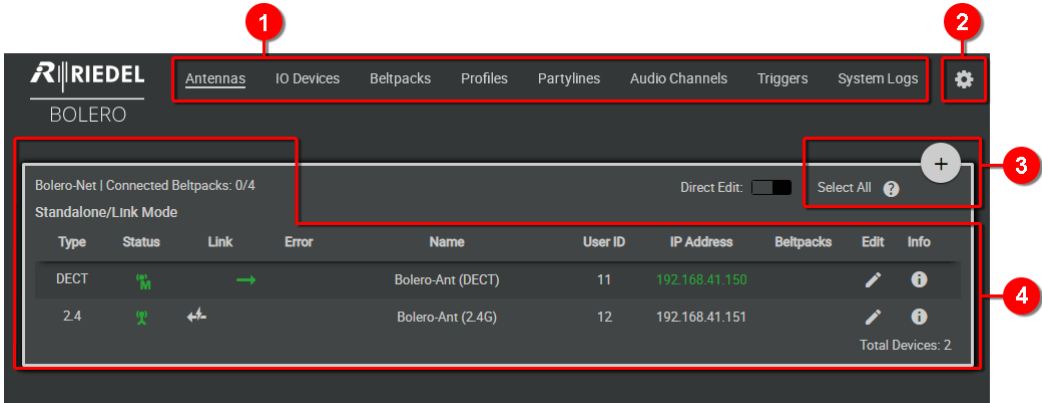 1
2
RIEDEL
BOLERO
Antennas IO Devices Beltpacks Profiles Partylines Audio Channels Triggers System Logs
+
3
Bolero-Net | Connected Beltpacks: 0/4 Direct Edit: Select All ?
Standalone/Link Mode
Type Status Link Error Name User ID IP Address Beltpacks Edit Info
DECT M Bolero-Ant (DECT) 11 192.168.41.150 i
4
2.4 Bolero-Ant (2.4G) 12 192.168.41.151 i
Total Devices: 2